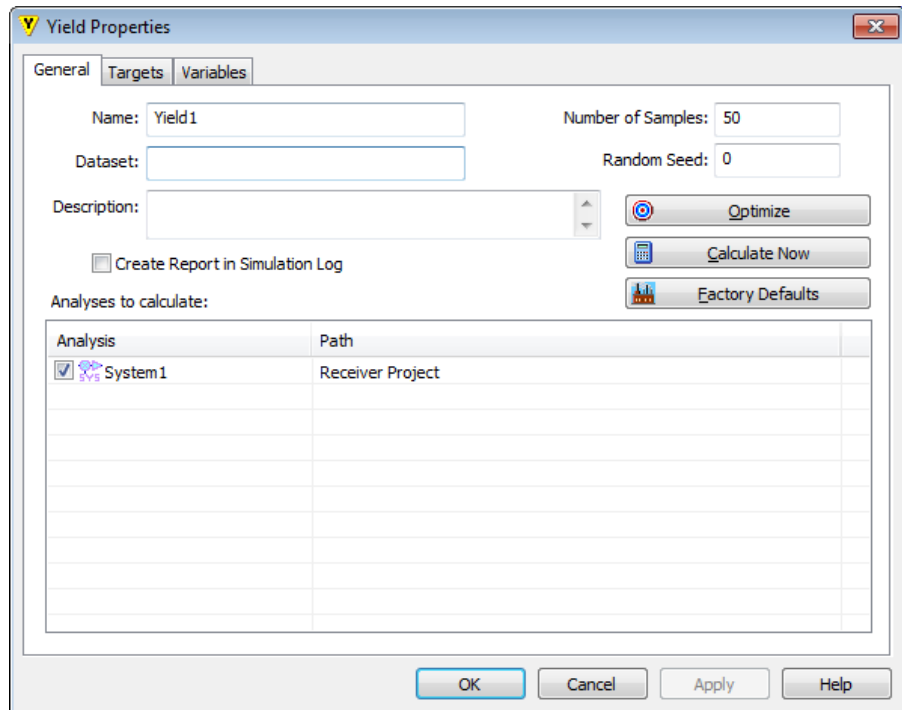 Yield Properties
General Targets Variables
Name: Yield1
Number of Samples: 50
Dataset:
Random Seed: 0
Description:
Optimize
Create Report in Simulation Log
Calculate Now
Factory Defaults
Analyses to calculate:
Analysis Path
System1 Receiver Project
OK Cancel Apply Help